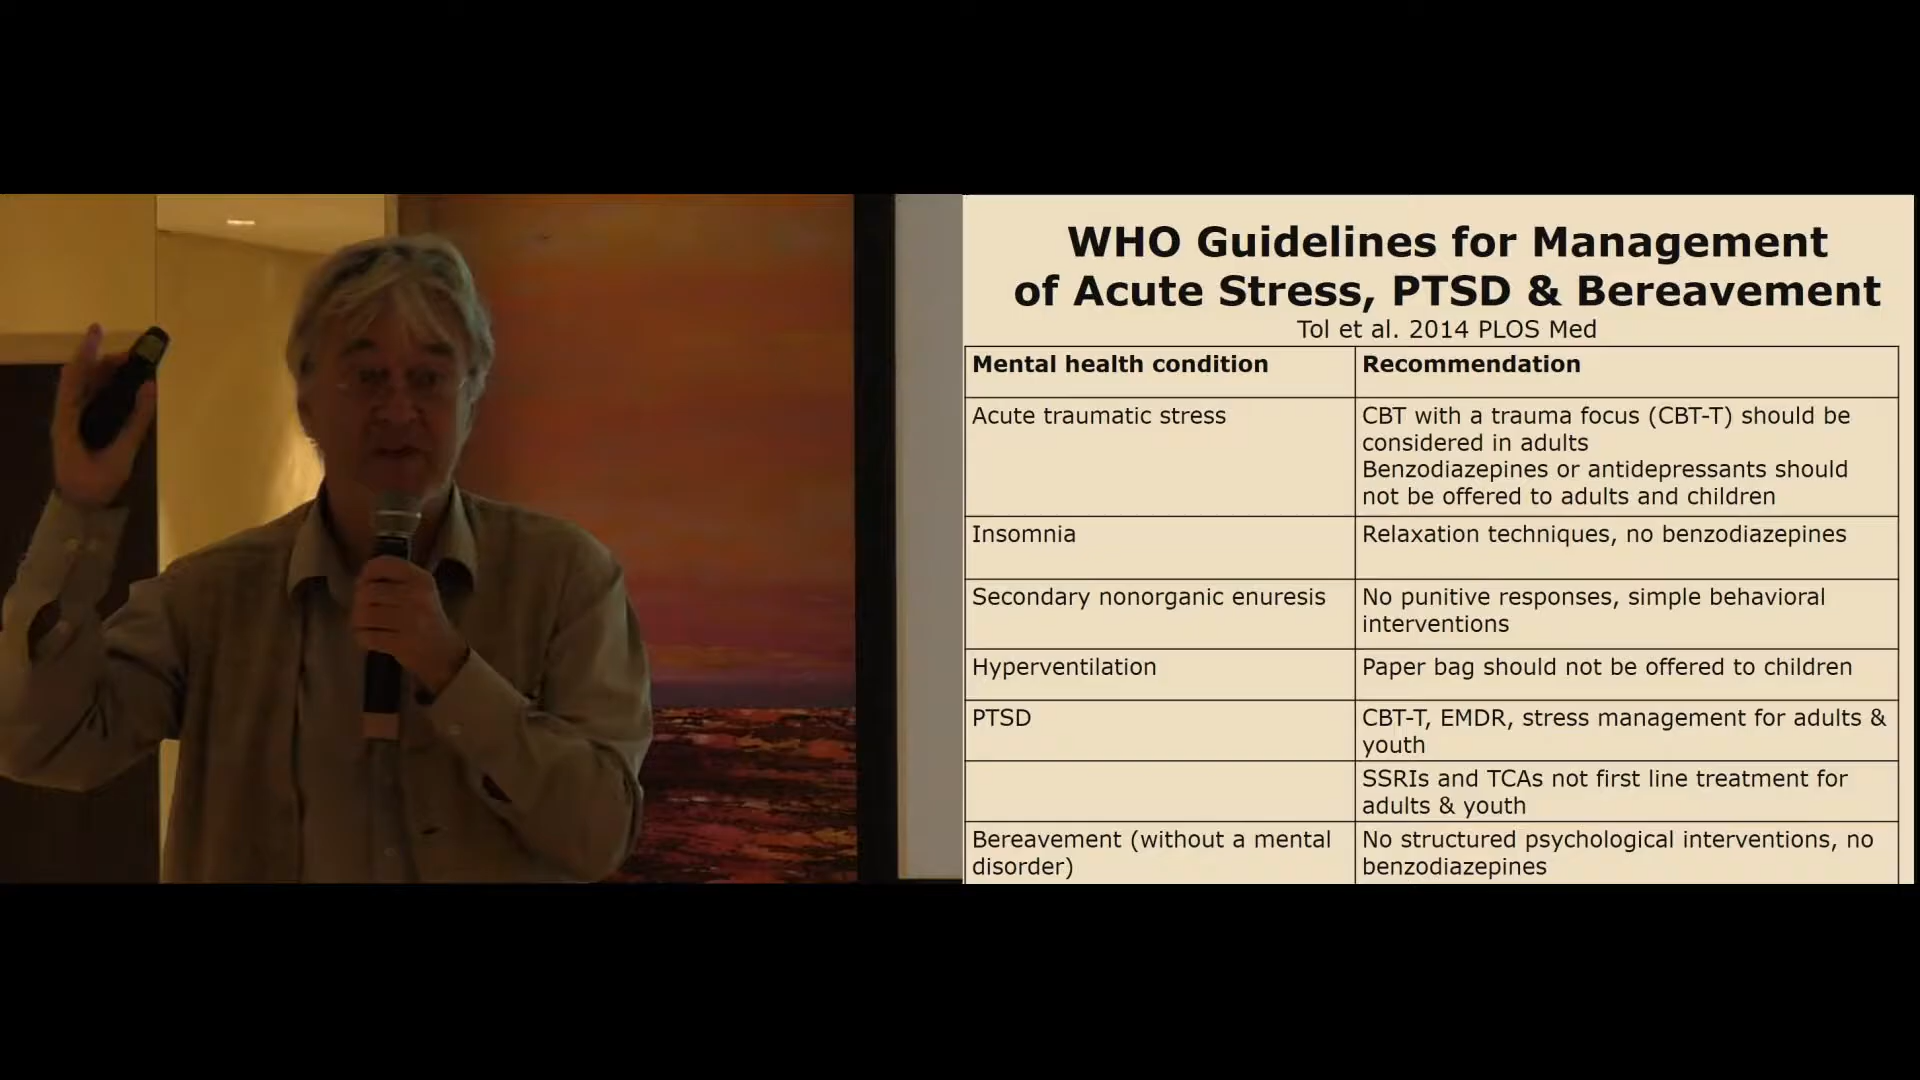 WHO Guidelines for Management
of Acute Stress, PTSD & Bereavement
Tol et al. 2014 PLOS Med
Mental health condition
Recommendation
Acute traumatic stress
CBT with a trauma focus (CBT-T) should be
considered in adults
Benzodiazepines or antidepressants should
not be offered to adults and children
Insomnia
Relaxation techniques, no benzodiazepines
Secondary nonorganic enuresis
No punitive responses, simple behavioral
interventions
Hyperventilation
Paper bag should not be offered to children
PTSD
CBT-T, EMDR, stress management for adults &
youth
SSRIs and TCAs not first line treatment for
adults & youth
Bereavement (without a mental
disorder)
No structured psychological interventions, no
benzodiazepines